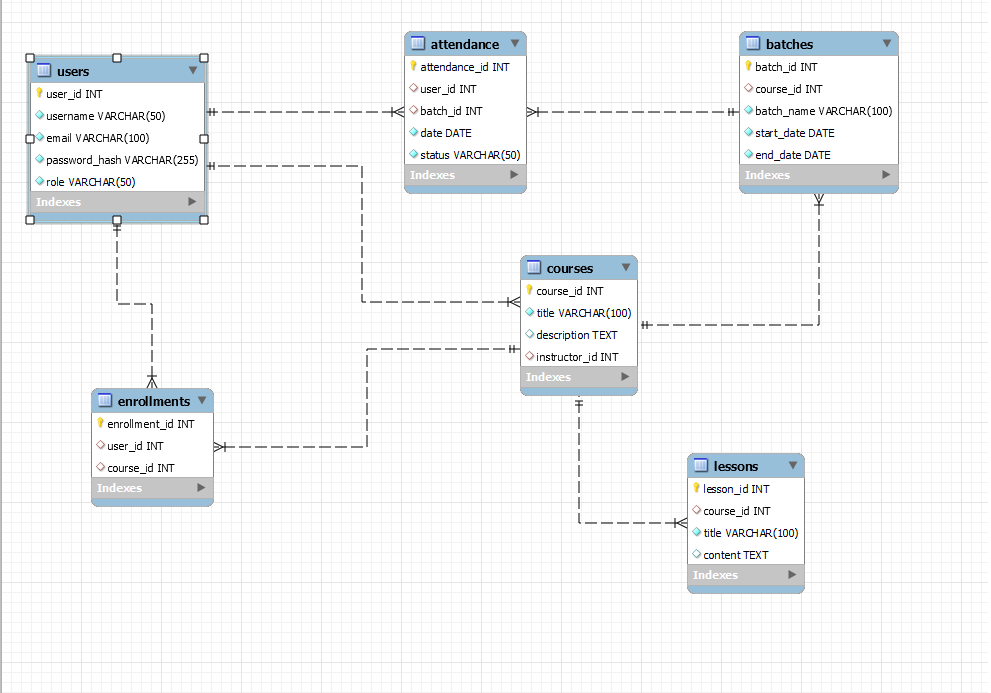 users
user_id INT
username VARCHAR(50)
email VARCHAR(100)
password_hash VARCHAR(255)
role VARCHAR(50)
Indexes
attendance
attendance_id INT
user_id INT
batch_id INT
date DATE
status VARCHAR(50)
Indexes
batches
batch_id INT
course_id INT
batch_name VARCHAR(100)
start_date DATE
end_date DATE
Indexes
courses
course_id INT
title VARCHAR(100)
description TEXT
instructor_id INT
Indexes
enrollments
enrollment_id INT
user_id INT
course_id INT
Indexes
lessons
lesson_id INT
course_id INT
title VARCHAR(100)
content TEXT
Indexes